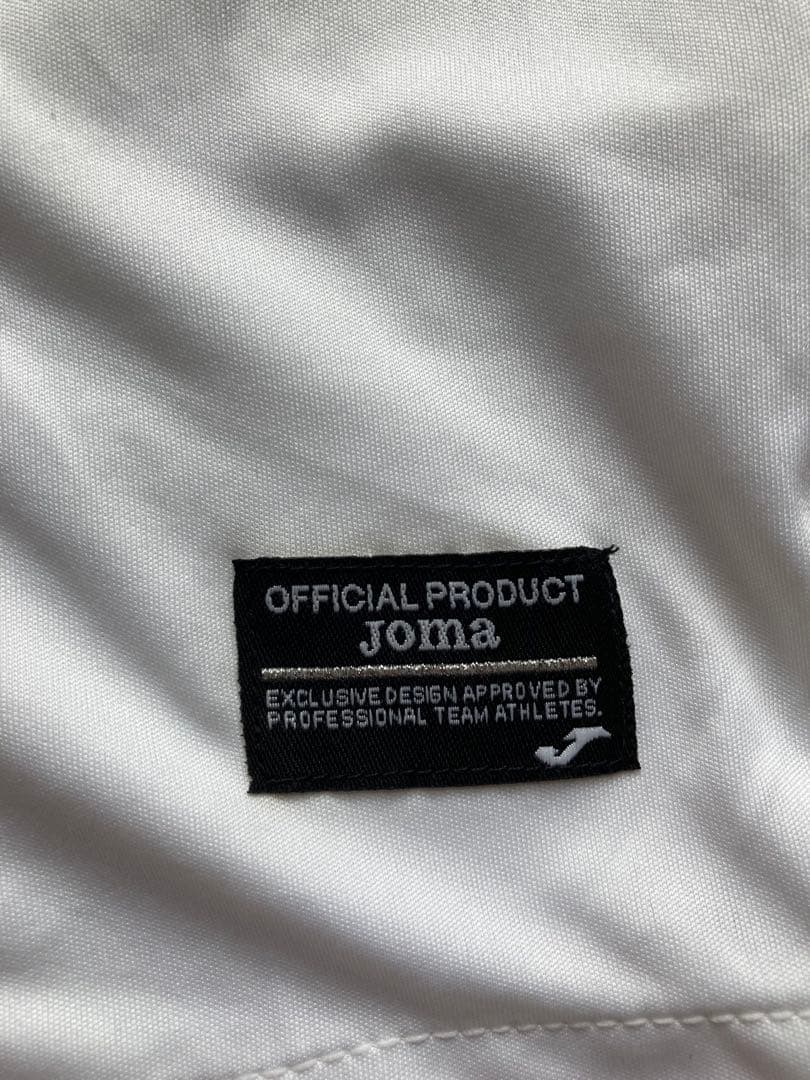 OFFICIAL PRODUCT
Joma
EXCLUSIVE DESIGN APPROVED BY
PROFESSIONAL TEAM ATHLETES.